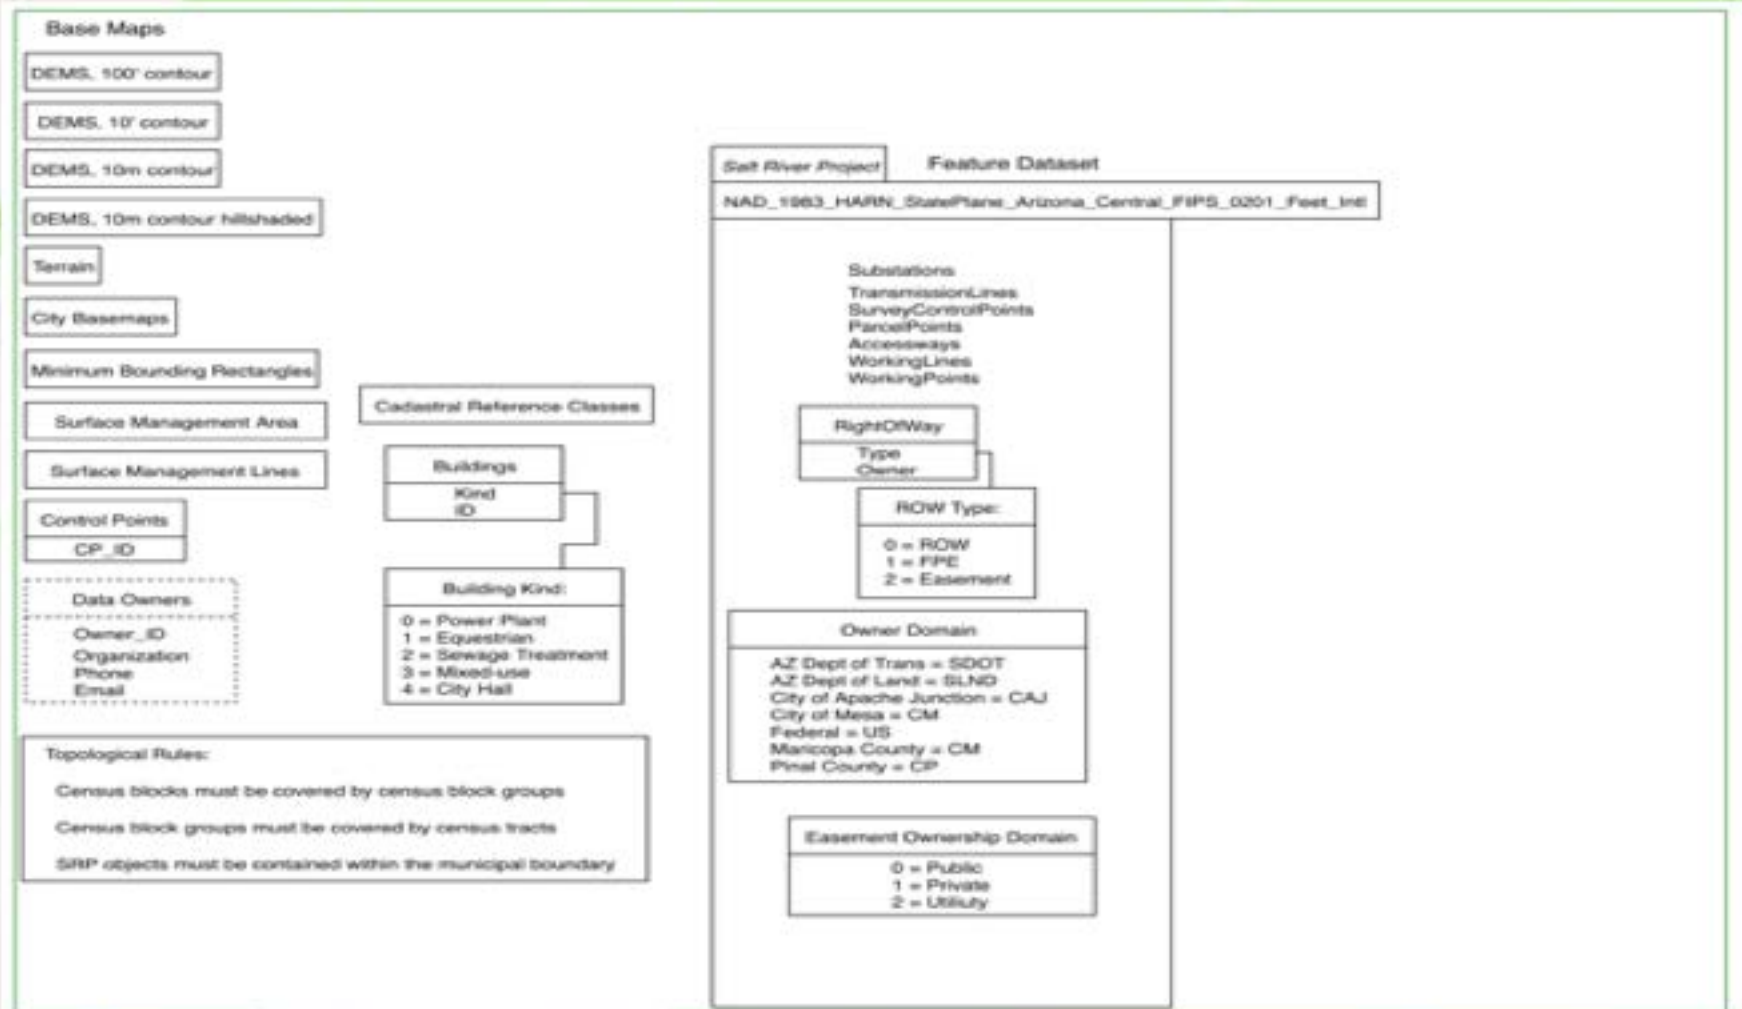 Base Maps
DEMS, 100' contour
DEMS, 10' contour
DEMS, 10m contour
DEMS, 10m contour hillshaded
Terrain
City Basemaps
Minimum Bounding Rectangles
Surface Management Area
Surface Management Lines
Control Points
CP_ID
Data Owners
Owner_ID
Organization
Phone
Email
Cadastral Reference Classes
Buildings
Kind
ID
Building Kind:
0 = Power Plant
1 = Equestrian
2 = Sewage Treatment
3 = Mixed-use
4 = City Hall
Topological Rules:
Census blocks must be covered by census block groups
Census block groups must be covered by census tracts
SRP objects must be contained within the municipal boundary
Salt River Project
Feature Dataset
NAD_1983_HARN_StatePlane_Arizona_Central_FIPS_0201_Feet_Intl
Substations
TransmissionLines
SurveyControlPoints
ParcelPoints
Accessways
WorkingLines
WorkingPoints
RightOfWay
Type
Owner
ROW Type:
0 = ROW
1 = FPE
2 = Easement
Owner Domain
AZ Dept of Trans = SDOT
AZ Dept of Land = SLND
City of Apache Junction = CAJ
City of Mesa = CM
Federal = US
Maricopa County = CM
Pinal County = CP
Easement Ownership Domain
0 = Public
1 = Private
2 = Utiliuty